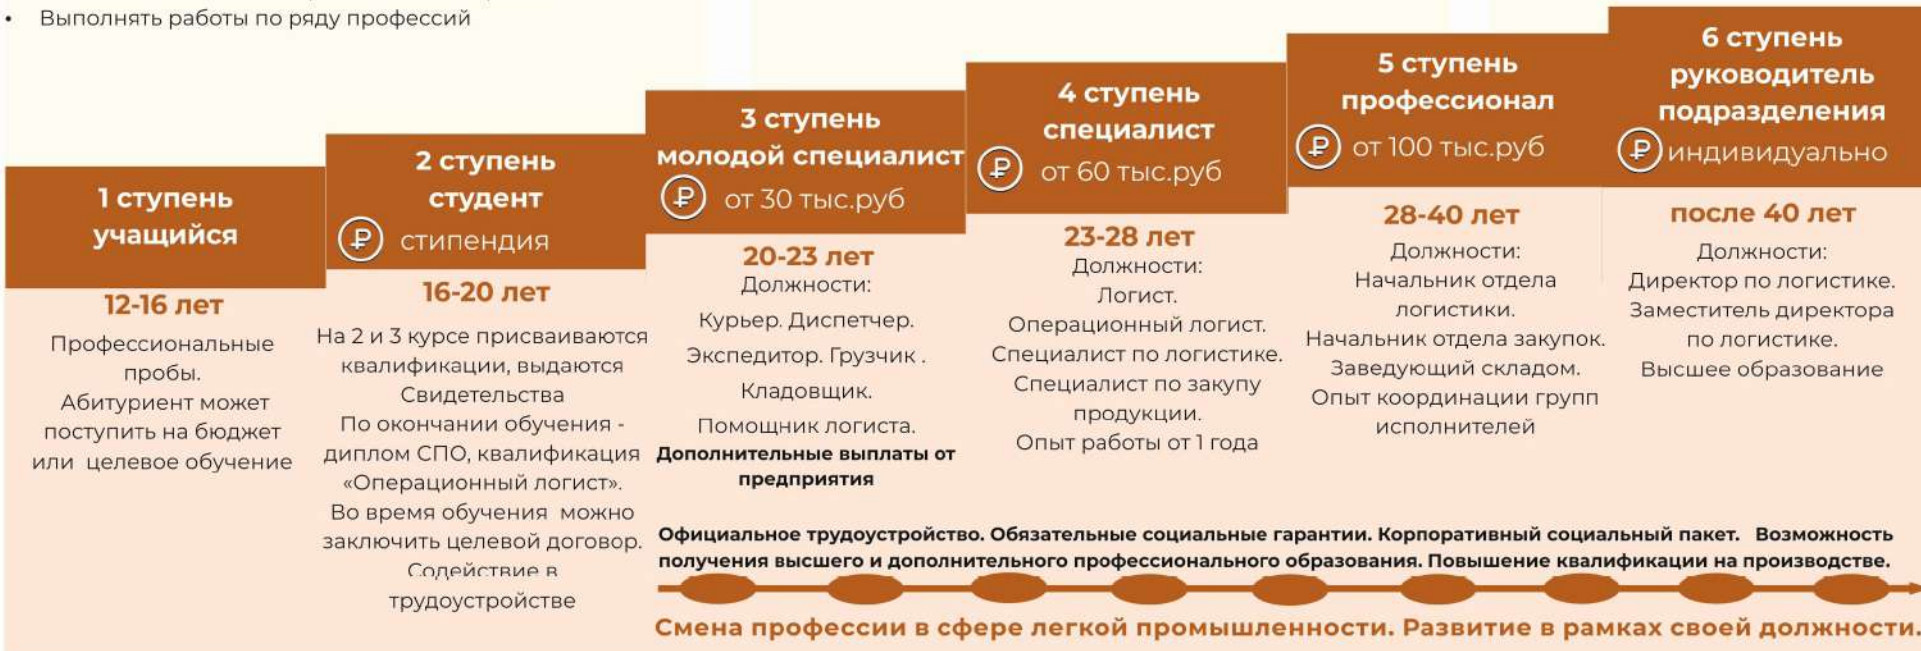 • Выполнять работы по ряду профессий
1 ступень
учащийся
12-16 лет
Профессиональные
пробы.
Абитуриент может
поступить на бюджет
или целевое обучение
2 ступень
студент
₽ стипендия
16-20 лет
На 2 и 3 курсе присваиваются
квалификации, выдаются
Свидетельства
По окончании обучения -
диплом СПО, квалификация
«Операционный логист».
Во время обучения можно
заключить целевой договор.
Содействие в
трудоустройстве
3 ступень
молодой специалист
₽ от 30 тыс.руб
20-23 лет
Должности:
Курьер. Диспетчер.
Экспедитор. Грузчик .
Кладовщик.
Помощник логиста.
Дополнительные выплаты от
предприятия
4 ступень
специалист
₽ от 60 тыс.руб
23-28 лет
Должности:
Логист.
Операционный логист.
Специалист по логистике.
Специалист по закупу
продукции.
Опыт работы от 1 года
5 ступень
профессионал
₽ от 100 тыс.руб
28-40 лет
Должности:
Начальник отдела
логистики.
Начальник отдела закупок.
Заведующий складом.
Опыт координации групп
исполнителей
6 ступень
руководитель
подразделения
₽ индивидуально
после 40 лет
Должности:
Директор по логистике.
Заместитель директора
по логистике.
Высшее образование
Официальное трудоустройство. Обязательные социальные гарантии. Корпоративный социальный пакет. Возможность
получения высшего и дополнительного профессионального образования. Повышение квалификации на производстве.
Смена профессии в сфере легкой промышленности. Развитие в рамках своей должности.